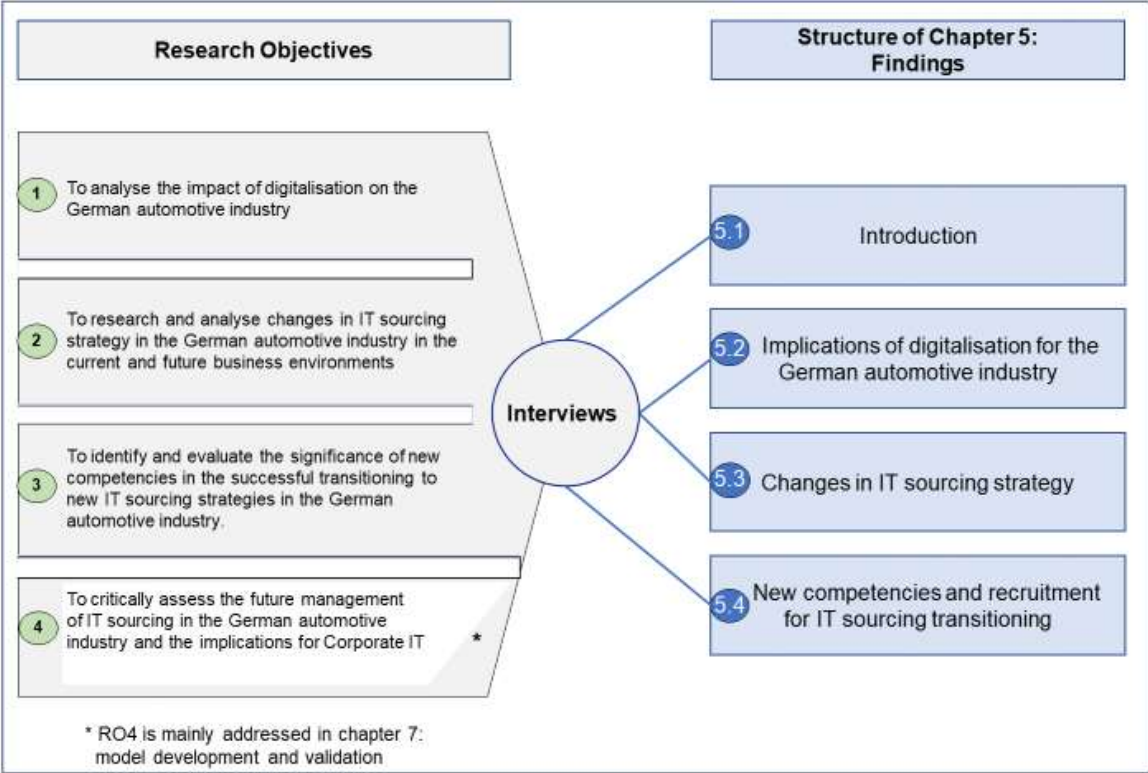 Research Objectives
Structure of Chapter 5:
Findings
1
To analyse the impact of digitalisation on the
German automotive industry
2
To research and analyse changes in IT sourcing
strategy in the German automotive industry in the
current and future business environments
3
To identify and evaluate the significance of new
competencies in the successful transitioning to
new IT sourcing strategies in the German
automotive industry.
4
To critically assess the future management
of IT sourcing in the German automotive
industry and the implications for Corporate IT
*
* RO4 is mainly addressed in chapter 7:
model development and validation
Interviews
5.1
Introduction
5.2
Implications of digitalisation for the
German automotive industry
5.3
Changes in IT sourcing strategy
5.4
New competencies and recruitment
for IT sourcing transitioning